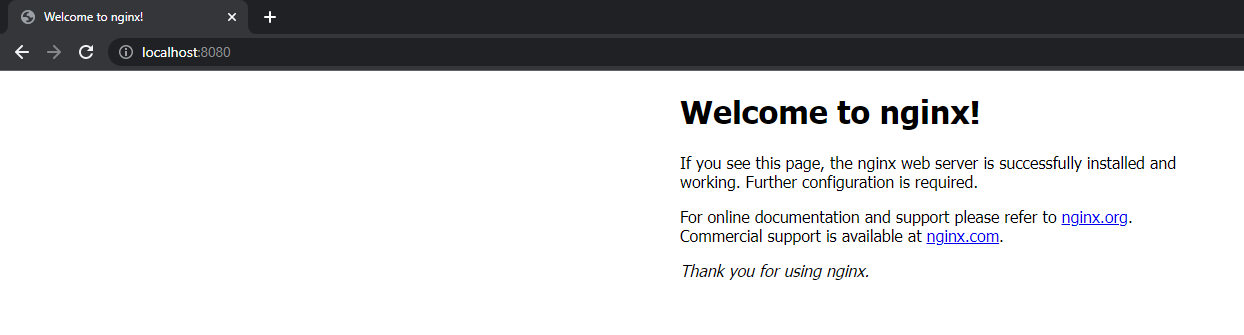 Welcome to nginx!
localhost:8080
Welcome to nginx!
If you see this page, the nginx web server is successfully installed and
working. Further configuration is required.
For online documentation and support please refer to nginx.org.
Commercial support is available at nginx.com.
Thank you for using nginx.